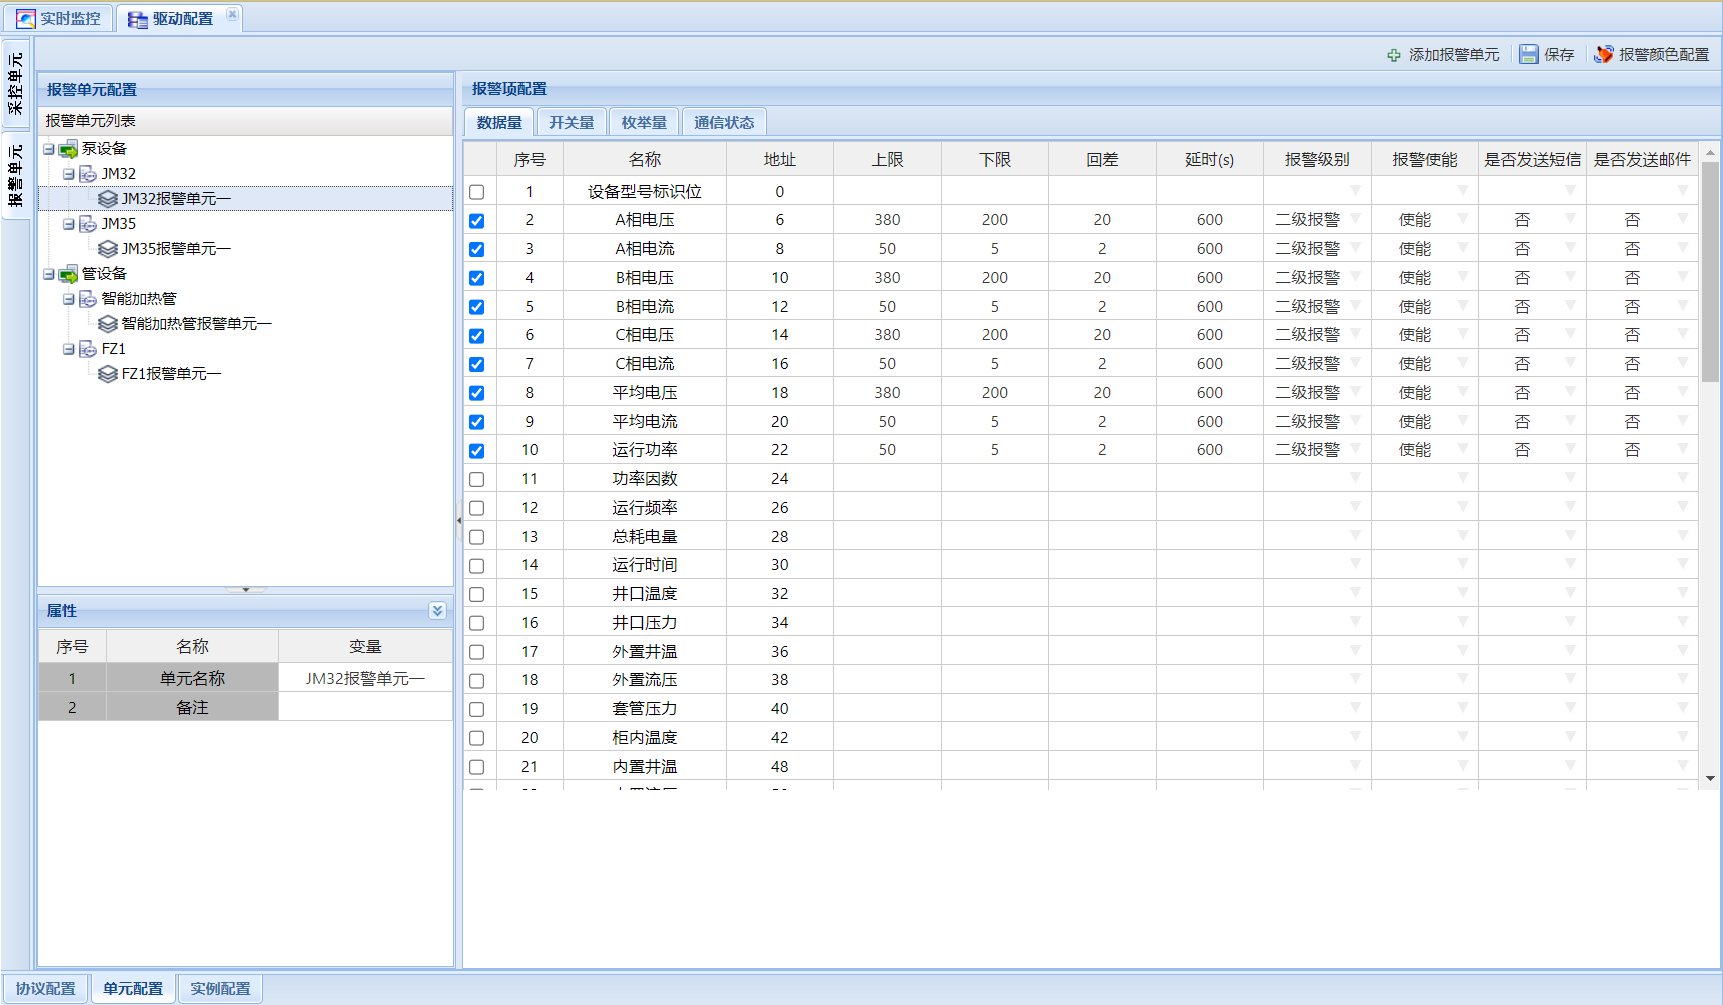 实时监控 驱动配置
采控单元
报警单元
添加报警单元 保存 报警颜色配置
报警单元配置
报警单元列表
泵设备
JM32
JM32报警单元一
JM35
JM35报警单元一
管设备
智能加热管
智能加热管报警单元一
FZ1
FZ1报警单元一
属性
序号 名称 变量
1 单元名称 JM32报警单元一
2 备注
报警项配置
数据量 开关量 枚举量 通信状态
序号 名称 地址 上限 下限 回差 延时(s) 报警级别 报警使能 是否发送短信 是否发送邮件
1 设备型号标识位 0
2 A相电压 6 380 200 20 600 二级报警 使能 否 否
3 A相电流 8 50 5 2 600 二级报警 使能 否 否
4 B相电压 10 380 200 20 600 二级报警 使能 否 否
5 B相电流 12 50 5 2 600 二级报警 使能 否 否
6 C相电压 14 380 200 20 600 二级报警 使能 否 否
7 C相电流 16 50 5 2 600 二级报警 使能 否 否
8 平均电压 18 380 200 20 600 二级报警 使能 否 否
9 平均电流 20 50 5 2 600 二级报警 使能 否 否
10 运行功率 22 50 5 2 600 二级报警 使能 否 否
11 功率因数 24
12 运行频率 26
13 总耗电量 28
14 运行时间 30
15 井口温度 32
16 井口压力 34
17 外置井温 36
18 外置流压 38
19 套管压力 40
20 柜内温度 42
21 内置井温 48
协议配置 单元配置 实例配置